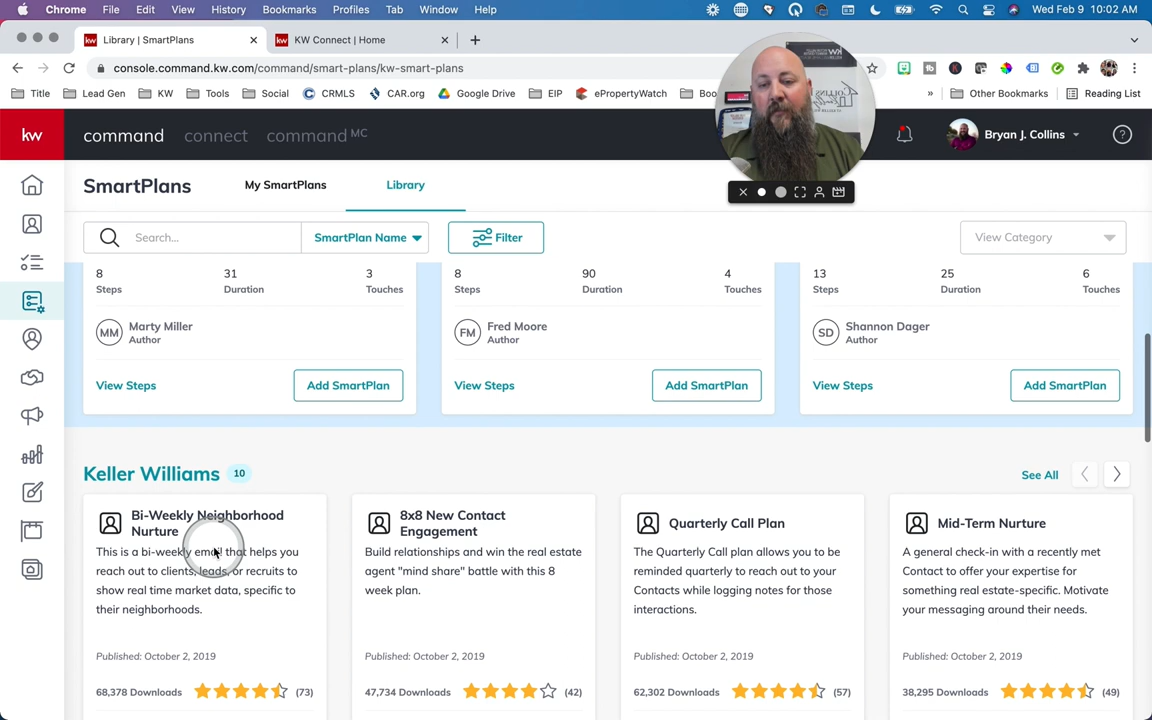 Chrome File Edit View History Bookmarks Profiles Tab Window Help Wed Feb 9 10:02 AM
Library | SmartPlans
KW Connect | Home
console.command.kw.com/command/smart-plans/kw-smart-plans
Title Lead Gen KW Tools Social CRMLS CAR.org Google Drive EIP ePropertyWatch » Other Bookmarks Reading List
kw command connect command MC Bryan J. Collins
SmartPlans My SmartPlans Library
Search... SmartPlan Name Filter View Category
8 31 3 8 90 4 13 25 6
Steps Duration Touches Steps Duration Touches Steps Duration Touches
MM Marty Miller
Author
FM Fred Moore
Author
SD Shannon Dager
Author
View Steps Add SmartPlan View Steps Add SmartPlan View Steps Add SmartPlan
Keller Williams 10 See All
Bi-Weekly Neighborhood
Nurture
This is a bi-weekly email that helps you
reach out to clients, leads, or recruits to
show real time market data, specific to
their neighborhoods.
Published: October 2, 2019
68,378 Downloads (73)
8x8 New Contact
Engagement
Build relationships and win the real estate
agent "mind share" battle with this 8
week plan.
Published: October 2, 2019
47,734 Downloads (42)
Quarterly Call Plan
The Quarterly Call plan allows you to be
reminded quarterly to reach out to your
Contacts while logging notes for those
interactions.
Published: October 2, 2019
62,302 Downloads (57)
Mid-Term Nurture
A general check-in with a recently met
Contact to offer your expertise for
something real estate-specific. Motivate
your messaging around their needs.
Published: October 2, 2019
38,295 Downloads (49)